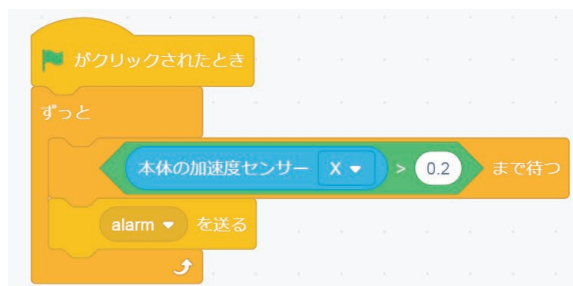 がクリックされたとき
ずっと
本体の加速度センサー X > 0.2 まで待つ
alarm を送る